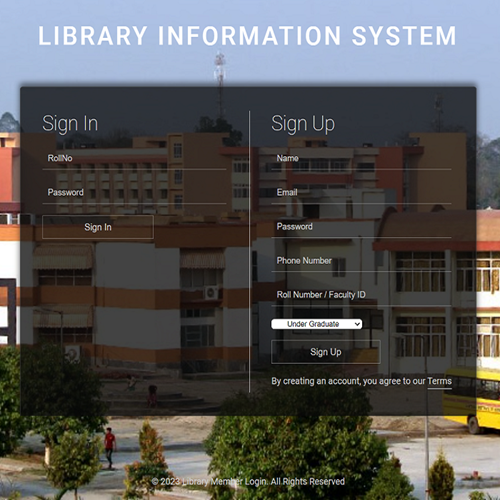 LIBRARY INFORMATION SYSTEM
Sign In
RollNo
Password
Sign In
Sign Up
Name
Email
Password
Phone Number
Roll Number / Faculty ID
Under Graduate
Sign Up
By creating an account, you agree to our Terms
© 2023 Library Member Login. All Rights Reserved